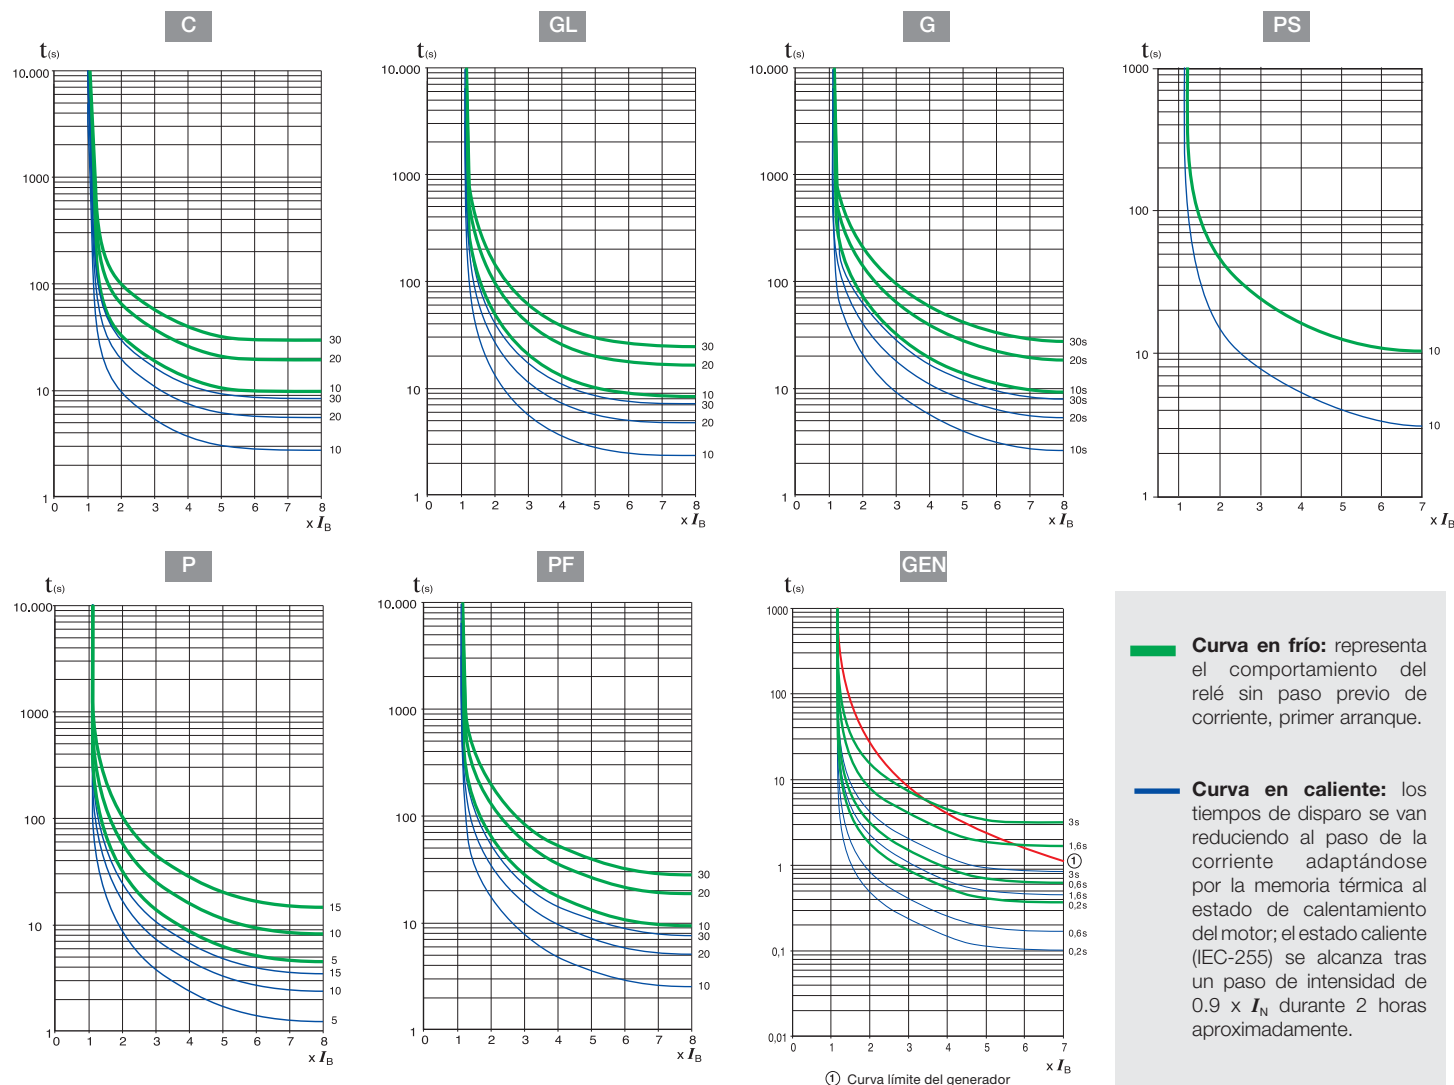 C
t(s)
10.000
1000
100
10
1
0 1 2 3 4 5 6 7 8
x IB
30
20
10
30
20
10
GL
t(s)
10.000
1000
100
10
1
0 1 2 3 4 5 6 7 8
x IB
30
20
10
30
20
10
G
t(s)
10.000
1000
100
10
1
0 1 2 3 4 5 6 7 8
x IB
30s
20s
10s
30s
20s
10s
PS
t(s)
1000
100
10
1
1 2 3 4 5 6 7
x IB
10
10
P
t(s)
10.000
1000
100
10
1
0 1 2 3 4 5 6 7 8
x IB
15
10
5
15
10
5
PF
t(s)
10.000
1000
100
10
1
0 1 2 3 4 5 6 7 8
x IB
30
20
10
30
20
10
GEN
t(s)
1000
100
10
1
0,1
0,01
0 1 2 3 4 5 6 7
x IB
3s
1,6s
①
3s
0,6s
1,6s
0,2s
0,6s
0,2s
① Curva límite del generador
Curva en frío: representa
el comportamiento del
relé sin paso previo de
corriente, primer arranque.
Curva en caliente: los
tiempos de disparo se van
reduciendo al paso de la
corriente adaptándose
por la memoria térmica al
estado de calentamiento
del motor; el estado caliente
(IEC-255) se alcanza tras
un paso de intensidad de
0.9 x IN durante 2 horas
aproximadamente.